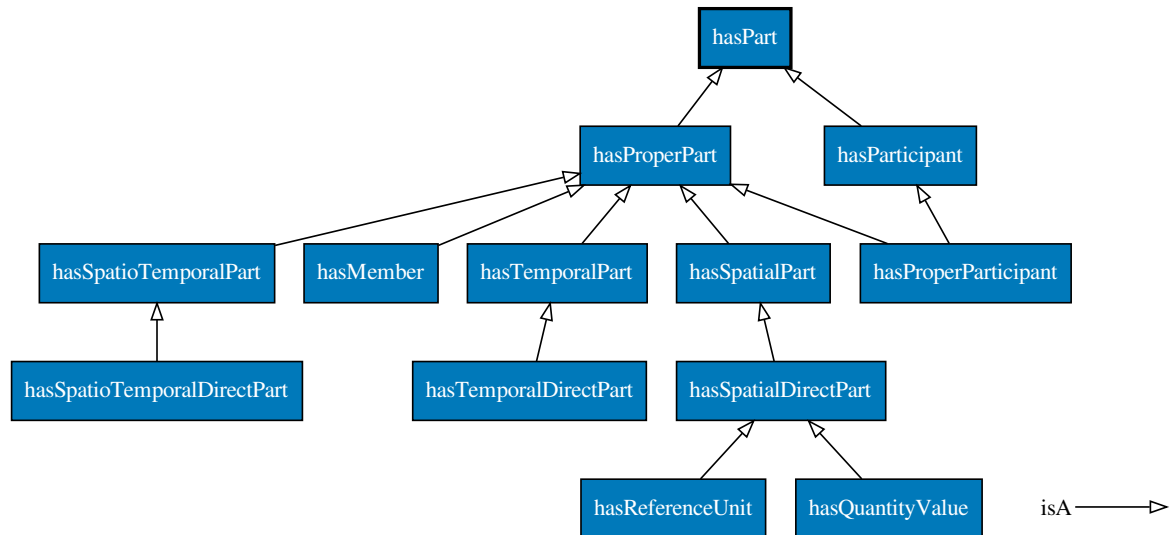 hasPart
hasProperPart
hasParticipant
hasSpatioTemporalPart
hasMember
hasTemporalPart
hasSpatialPart
hasProperParticipant
hasSpatioTemporalDirectPart
hasTemporalDirectPart
hasSpatialDirectPart
hasReferenceUnit
hasQuantityValue
isA